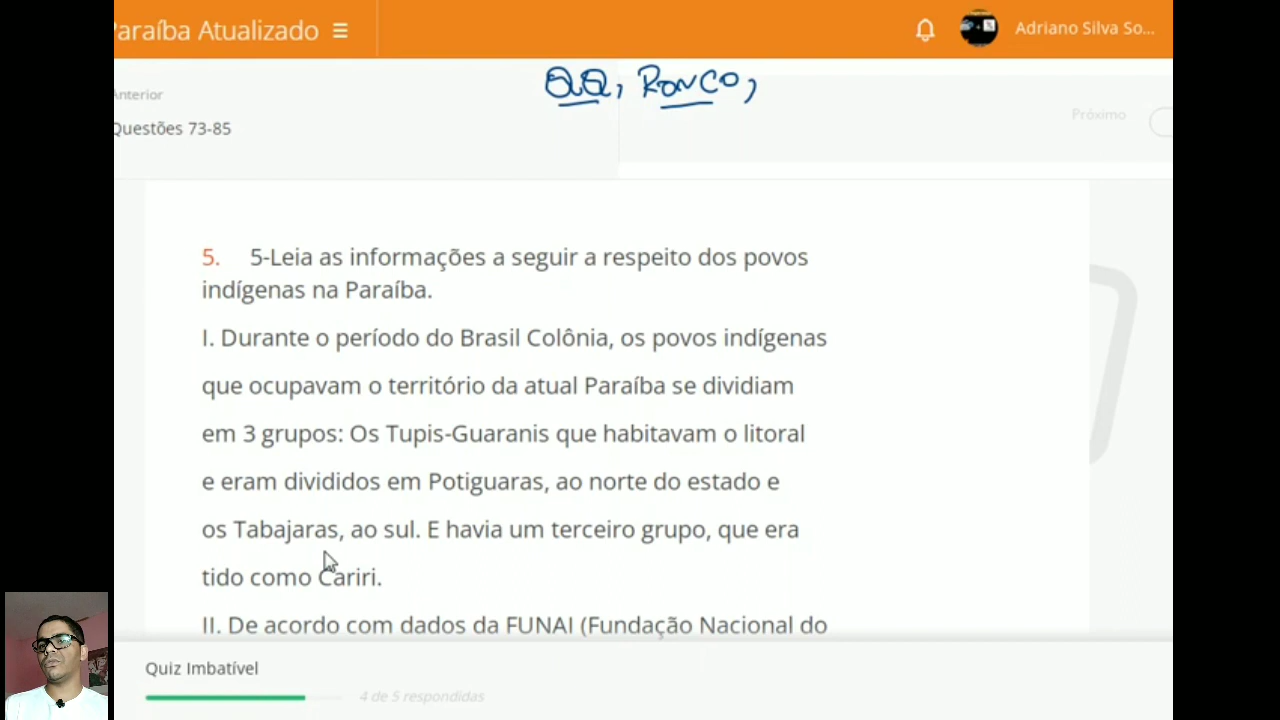 araíba Atualizado
Adriano Silva So...
QQ, RONCO,
Anterior
Próximo
Questões 73-85
5. 5-Leia as informações a seguir a respeito dos povos
indígenas na Paraíba.
I. Durante o período do Brasil Colônia, os povos indígenas
que ocupavam o território da atual Paraíba se dividiam
em 3 grupos: Os Tupis-Guaranis que habitavam o litoral
e eram divididos em Potiguaras, ao norte do estado e
os Tabajaras, ao sul. E havia um terceiro grupo, que era
tido como Cariri.
II. De acordo com dados da FUNAI (Fundação Nacional do
Quiz Imbatível
4 de 5 respondidas